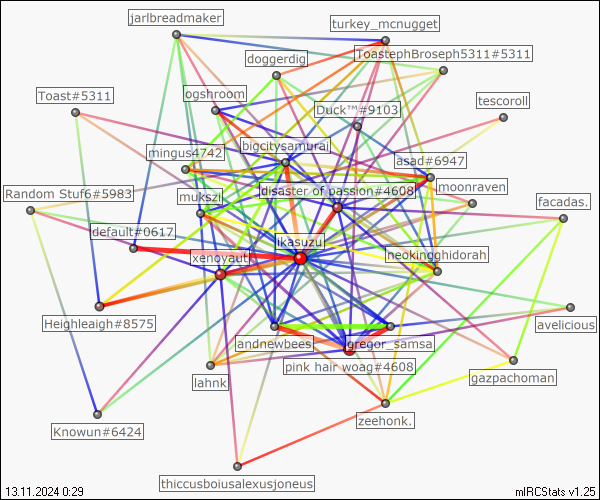 jarlbreadmaker
turkey_mcnugget
ToastephBroseph5311#5311
doggerdig
Toast#5311
ogshroom
Duck™#9103
tescoroll
bigcitysamurai
mingus4742
asad#6947
Random Stuf6#5983
mukszii
disaster of passion#4608
moonraven
facadas.
default#0617
ikasuzu
xenovaut
neokingghidorah
Heighleaigh#8575
andnewbees
gregor_samsa
avelicious
pink hair woag#4608
lahnk
gazpachoman
Knowun#6424
zeehonk.
thiccusboiusalexusjoneus
13.11.2024 0:29
mIRCStats v1.25